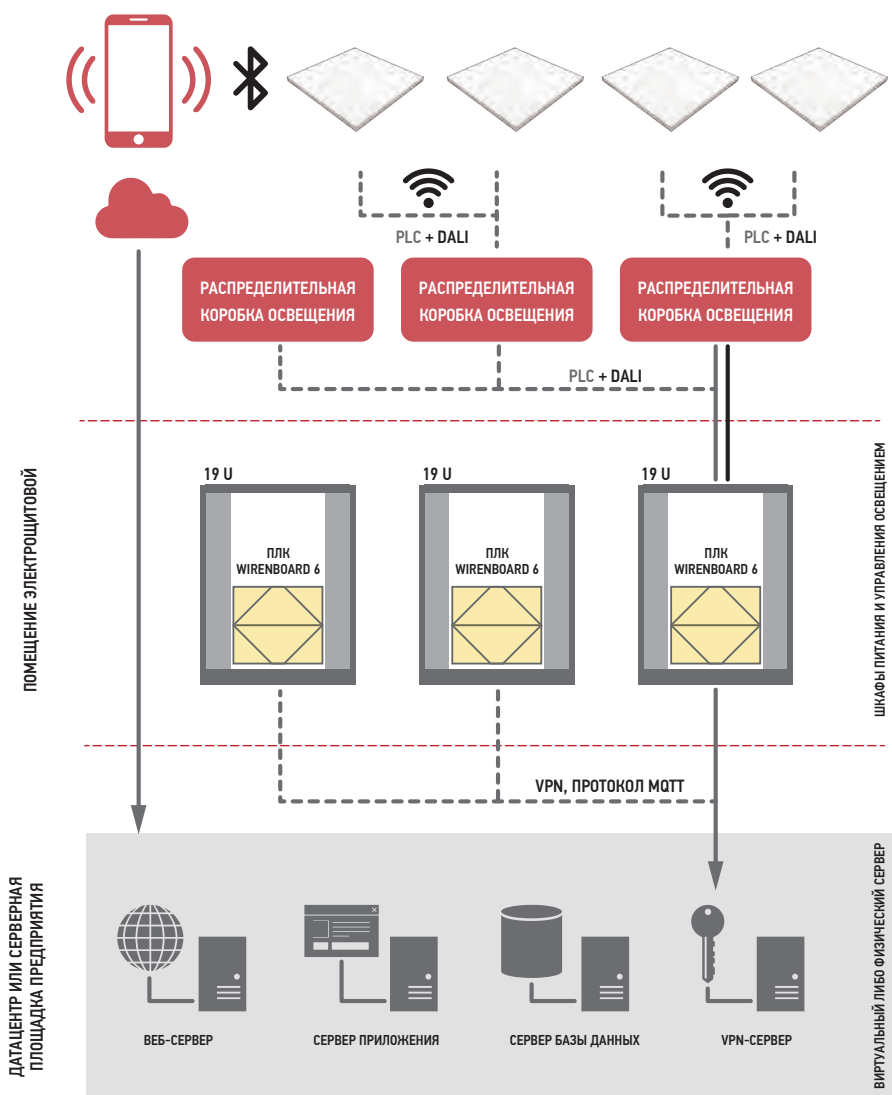 PLC + DALI
PLC + DALI
РАСПРЕДЕЛИТЕЛЬНАЯ
КОРОБКА ОСВЕЩЕНИЯ
РАСПРЕДЕЛИТЕЛЬНАЯ
КОРОБКА ОСВЕЩЕНИЯ
РАСПРЕДЕЛИТЕЛЬНАЯ
КОРОБКА ОСВЕЩЕНИЯ
PLC + DALI
ПОМЕЩЕНИЕ ЭЛЕКТРОЩИТОВОЙ
19 U
ПЛК
WIRENBOARD 6
19 U
ПЛК
WIRENBOARD 6
19 U
ПЛК
WIRENBOARD 6
ШКАФЫ ПИТАНИЯ И УПРАВЛЕНИЯ ОСВЕЩЕНИЕМ
VPN, ПРОТОКОЛ MQTT
ДАТАЦЕНТР ИЛИ СЕРВЕРНАЯ
ПЛОЩАДКА ПРЕДПРИЯТИЯ
ВЕБ-СЕРВЕР
СЕРВЕР ПРИЛОЖЕНИЯ
СЕРВЕР БАЗЫ ДАННЫХ
VPN-СЕРВЕР
ВИРТУАЛЬНЫЙ ЛИБО ФИЗИЧЕСКИЙ СЕРВЕР